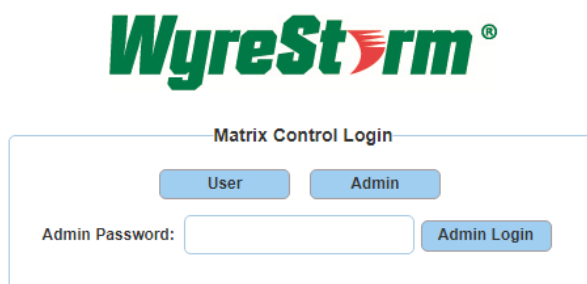 WyreStorm®
Matrix Control Login
User Admin
Admin Password: Admin Login